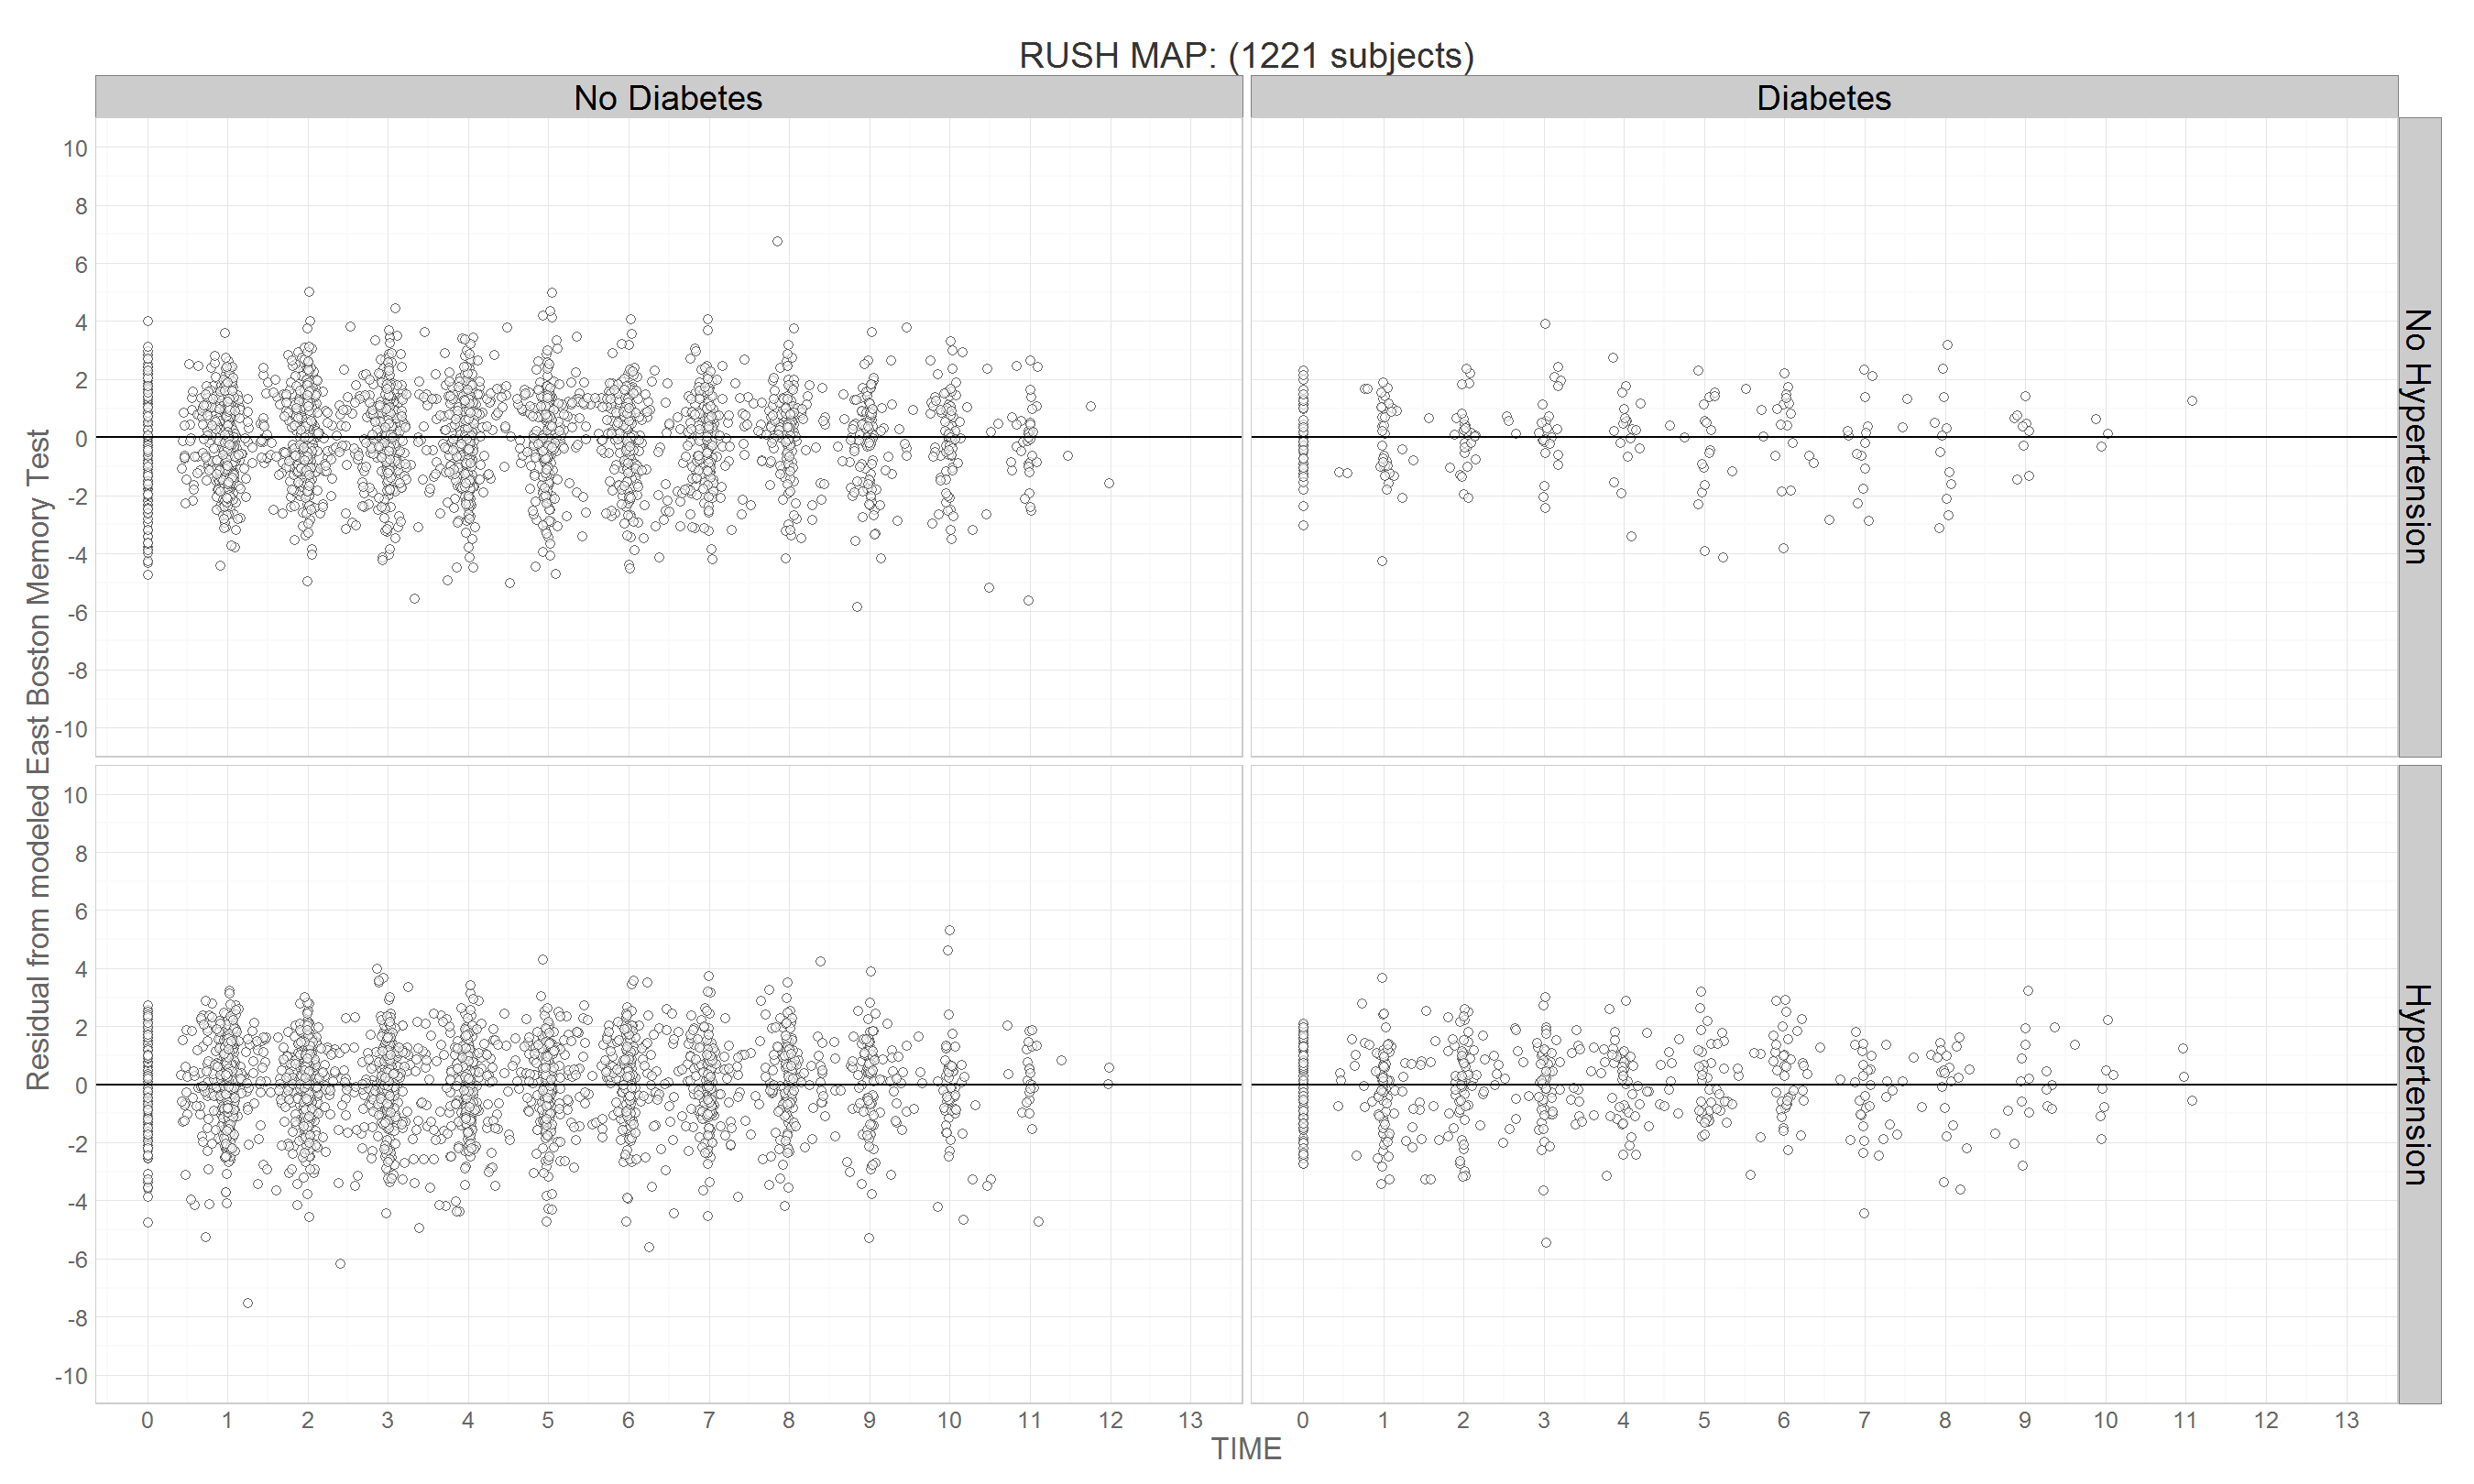 RUSH MAP: (1221 subjects)
No Diabetes
Diabetes
No Hypertension
Hypertension
Residual from modeled East Boston Memory Test
10
8
6
4
2
0
-2
-4
-6
-8
-10
10
8
6
4
2
0
-2
-4
-6
-8
-10
0 1 2 3 4 5 6 7 8 9 10 11 12 13
0 1 2 3 4 5 6 7 8 9 10 11 12 13
TIME